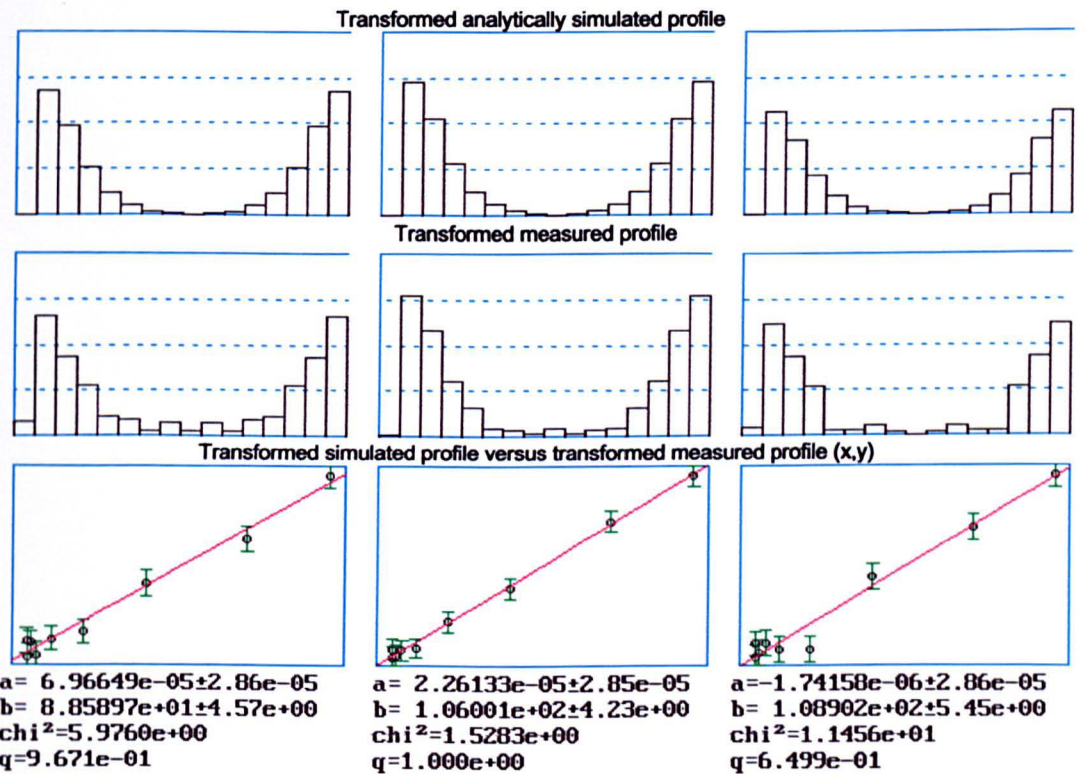 Transformed analytically simulated profile
Transformed measured profile
Transformed simulated profile versus transformed measured profile (x,y)
a= 6.96649e-05±2.86e-05
b= 8.85897e+01±4.57e+00
chi²=5.9760e+00
q=9.671e-01
a= 2.26133e-05±2.85e-05
b= 1.06001e+02±4.23e+00
chi²=1.5283e+00
q=1.000e+00
a=-1.74158e-06±2.86e-05
b= 1.08902e+02±5.45e+00
chi²=1.1456e+01
q=6.499e-01